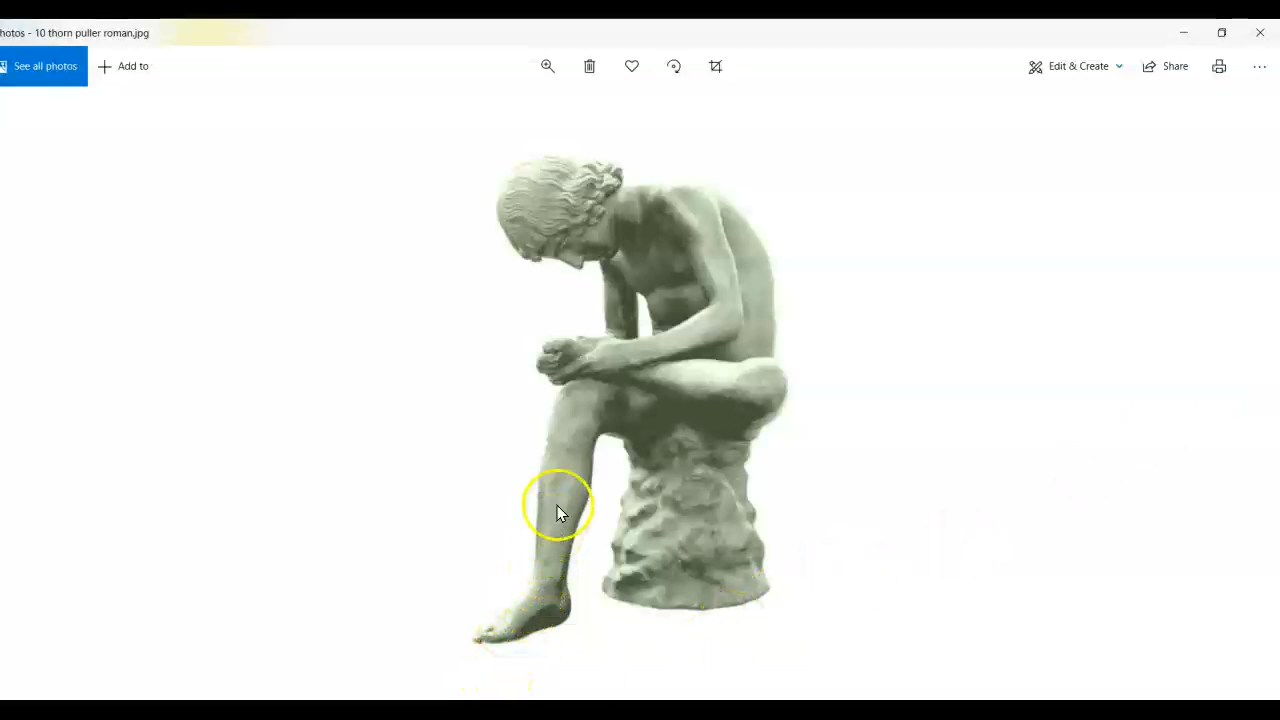 hotos - 10 thorn puller roman.jpg
See all photos
Add to
Edit & Create
Share